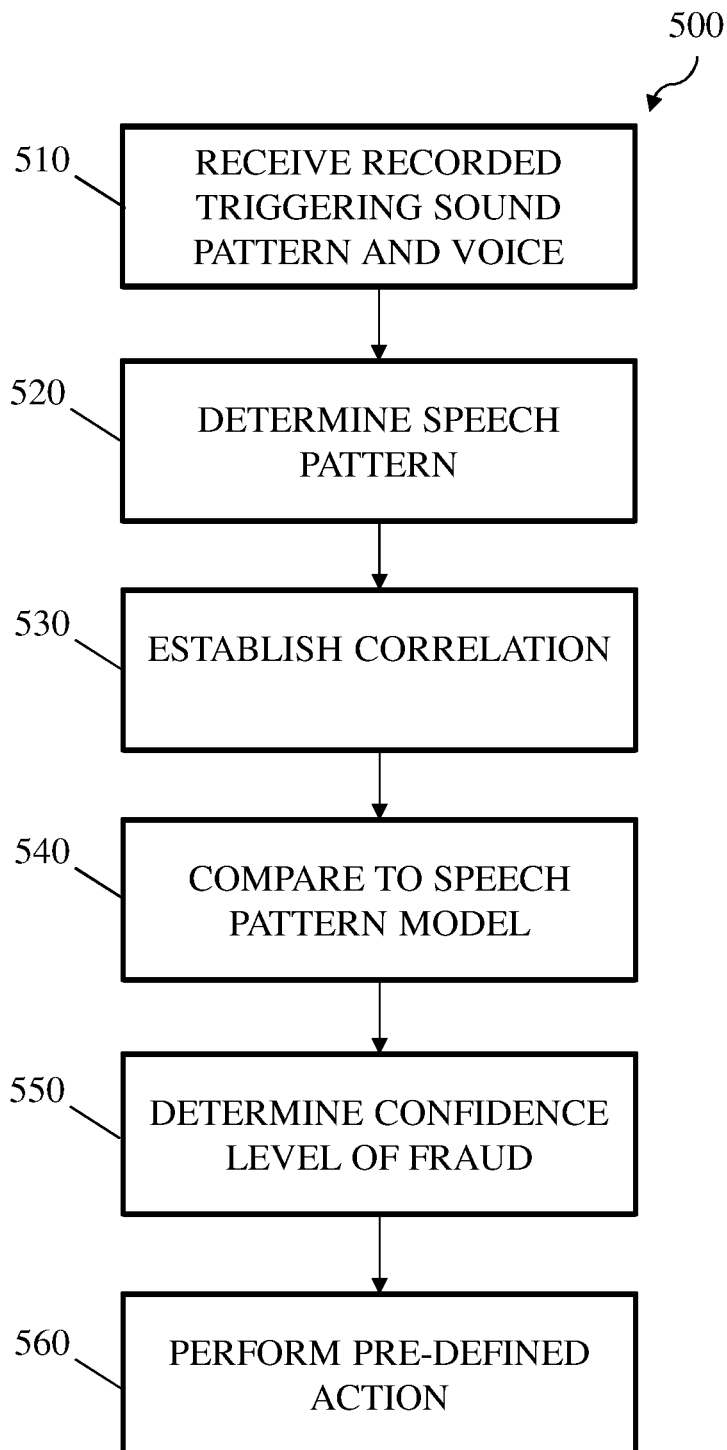 500
510
RECEIVE RECORDED
TRIGGERING SOUND
PATTERN AND VOICE
520
DETERMINE SPEECH
PATTERN
530
ESTABLISH CORRELATION
540
COMPARE TO SPEECH
PATTERN MODEL
550
DETERMINE CONFIDENCE
LEVEL OF FRAUD
560
PERFORM PRE-DEFINED
ACTION